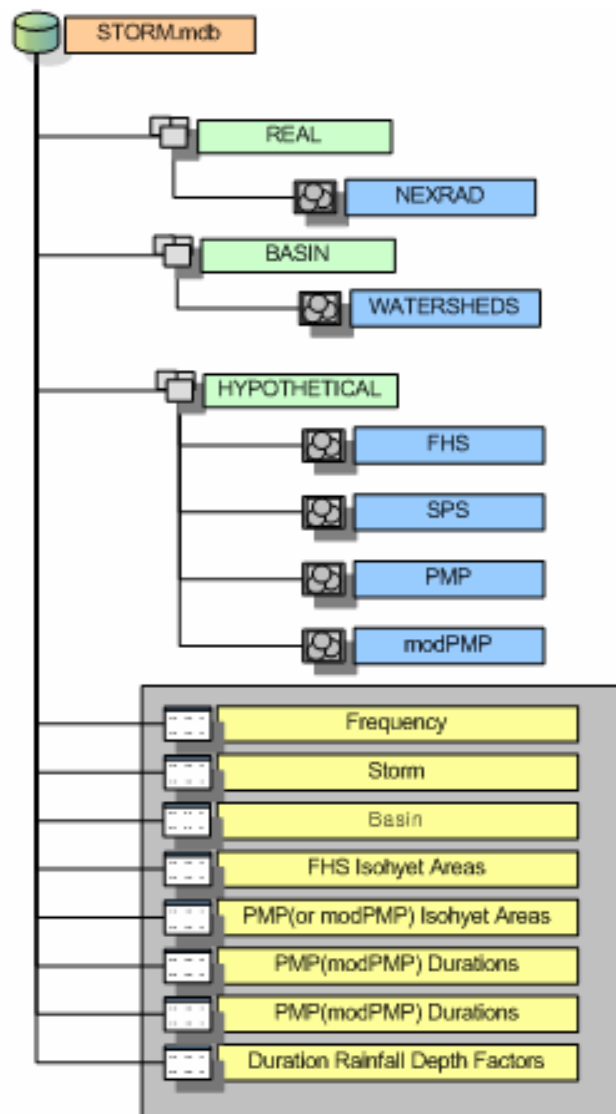 STORM.mdb
REAL
NEXRAD
BASIN
WATERSHEDS
HYPOTHETICAL
FHS
SPS
PMP
modPMP
Frequency
Storm
Basin
FHS Isohyet Areas
PMP(or modPMP) Isohyet Areas
PMP(modPMP) Durations
PMP(modPMP) Durations
Duration Rainfall Depth Factors